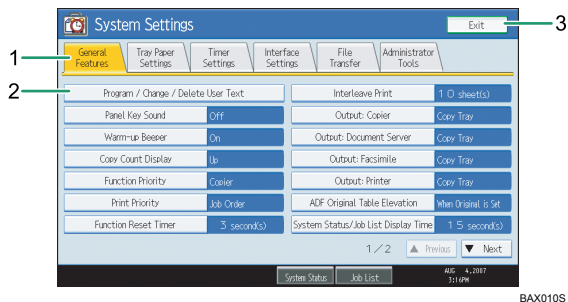 System Settings
Exit
3
1
General Features
Tray Paper Settings
Timer Settings
Interface Settings
File Transfer
Administrator Tools
2
Program / Change / Delete User Text
Interleave Print
10 sheet(s)
Panel Key Sound
Off
Output: Copier
Copy Tray
Warm-up Beeper
On
Output: Document Server
Copy Tray
Copy Count Display
Up
Output: Facsimile
Copy Tray
Function Priority
Copier
Output: Printer
Copy Tray
Print Priority
Job Order
ADF Original Table Elevation
When Original is Set
Function Reset Timer
3 second(s)
System Status/Job List Display Time
15 second(s)
1/2
▲ Previous
▼ Next
System Status
Job List
AUG 4,2007
3:16PM
BAX010S